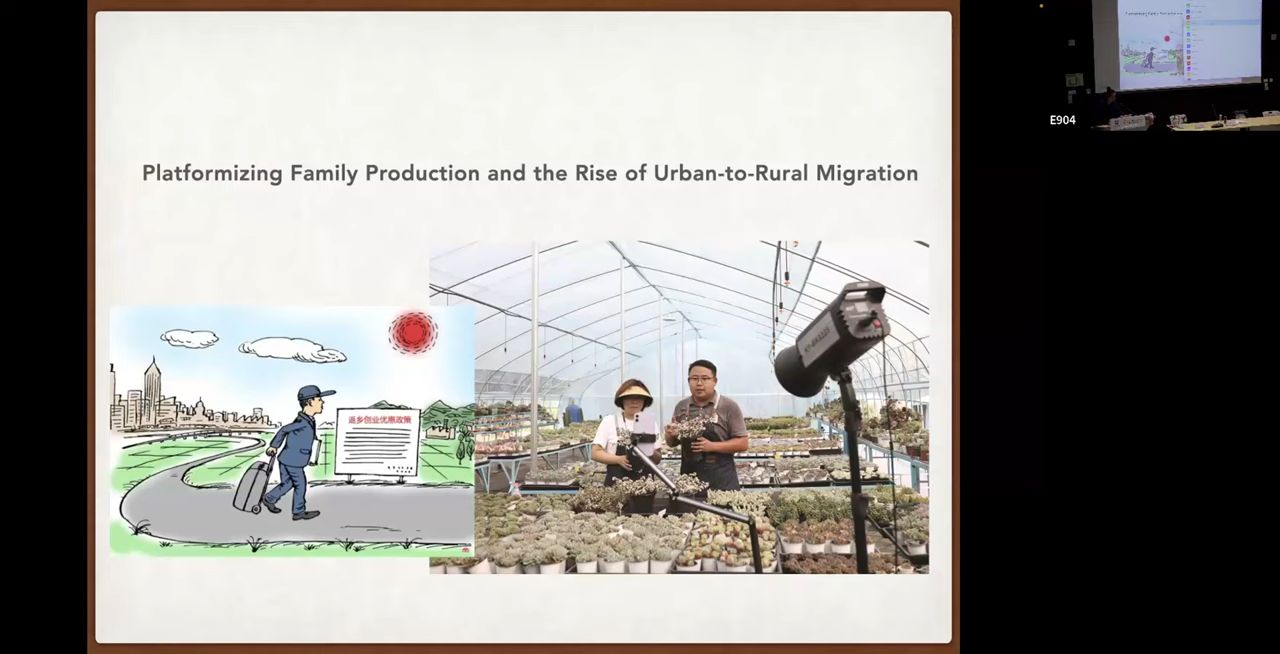 Platformizing Family Production and the Rise of Urban-to-Rural Migration
返乡创业优惠政策
E904